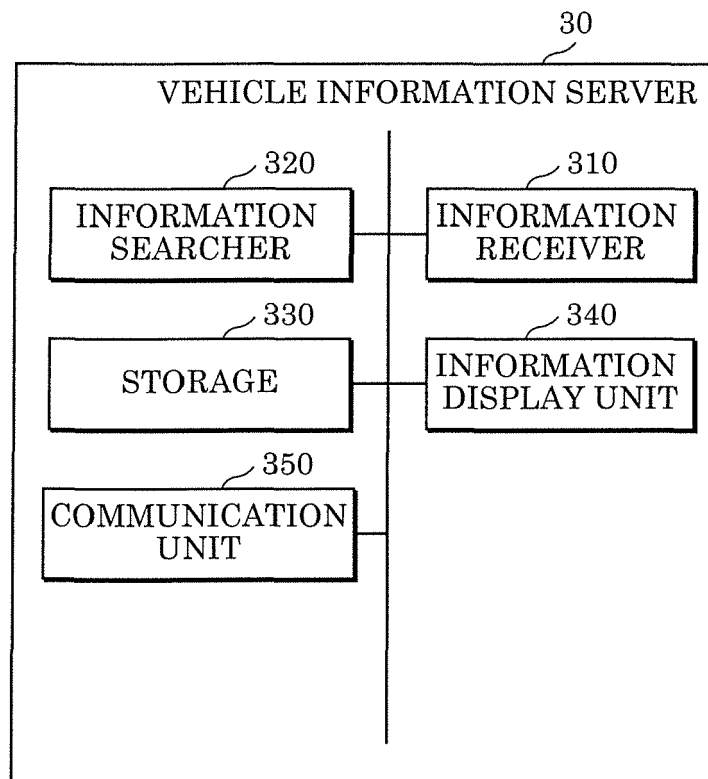 30
VEHICLE INFORMATION SERVER
320
INFORMATION
SEARCHER
310
INFORMATION
RECEIVER
330
STORAGE
340
INFORMATION
DISPLAY UNIT
350
COMMUNICATION
UNIT